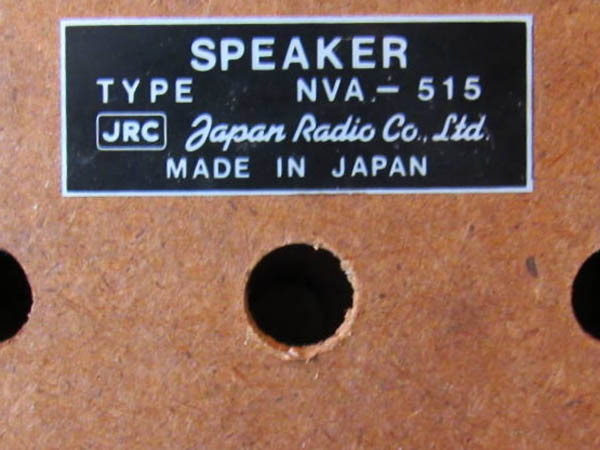 SPEAKER
TYPE NVA-515
JRC Japan Radio Co., Ltd.
MADE IN JAPAN